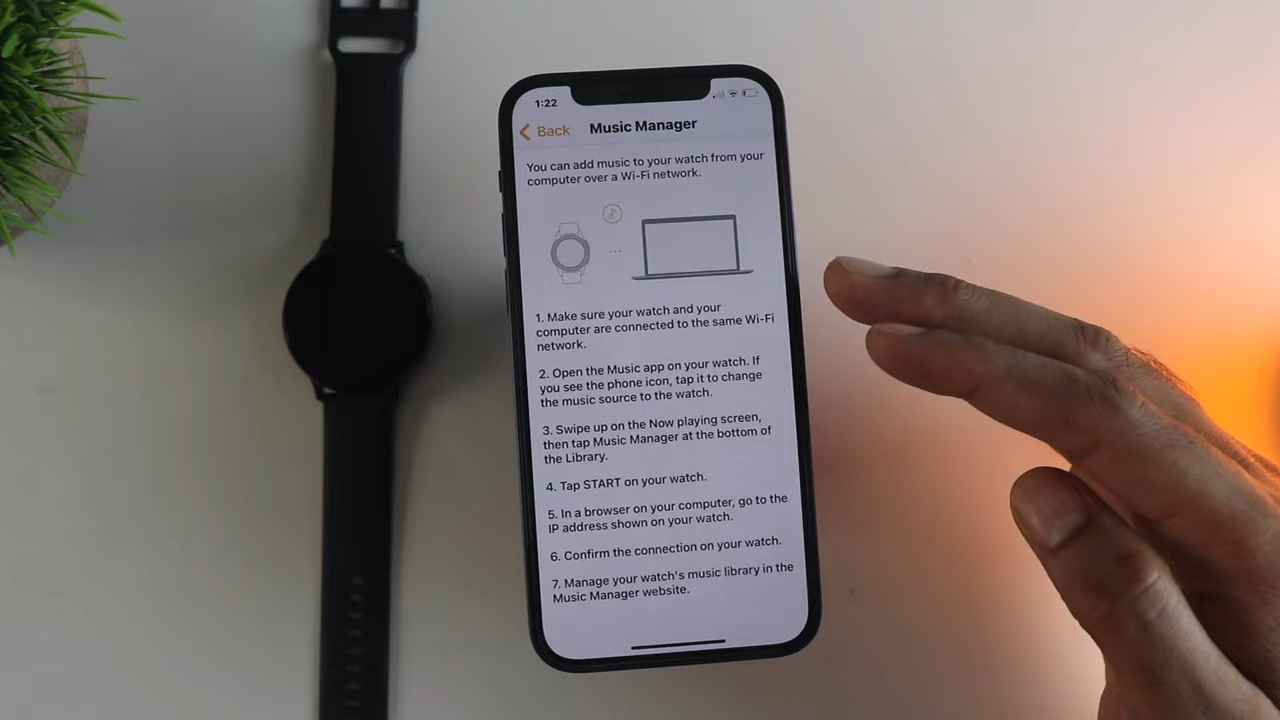 1:22
Back
Music Manager
You can add music to your watch from your
computer over a Wi-Fi network.
1. Make sure your watch and your
computer are connected to the same Wi-Fi
network.
2. Open the Music app on your watch. If
you see the phone icon, tap it to change
the music source to the watch.
3. Swipe up on the Now playing screen,
then tap Music Manager at the bottom of
the Library.
4. Tap START on your watch.
5. In a browser on your computer, go to the
IP address shown on your watch.
6. Confirm the connection on your watch.
7. Manage your watch's music library in the
Music Manager website.